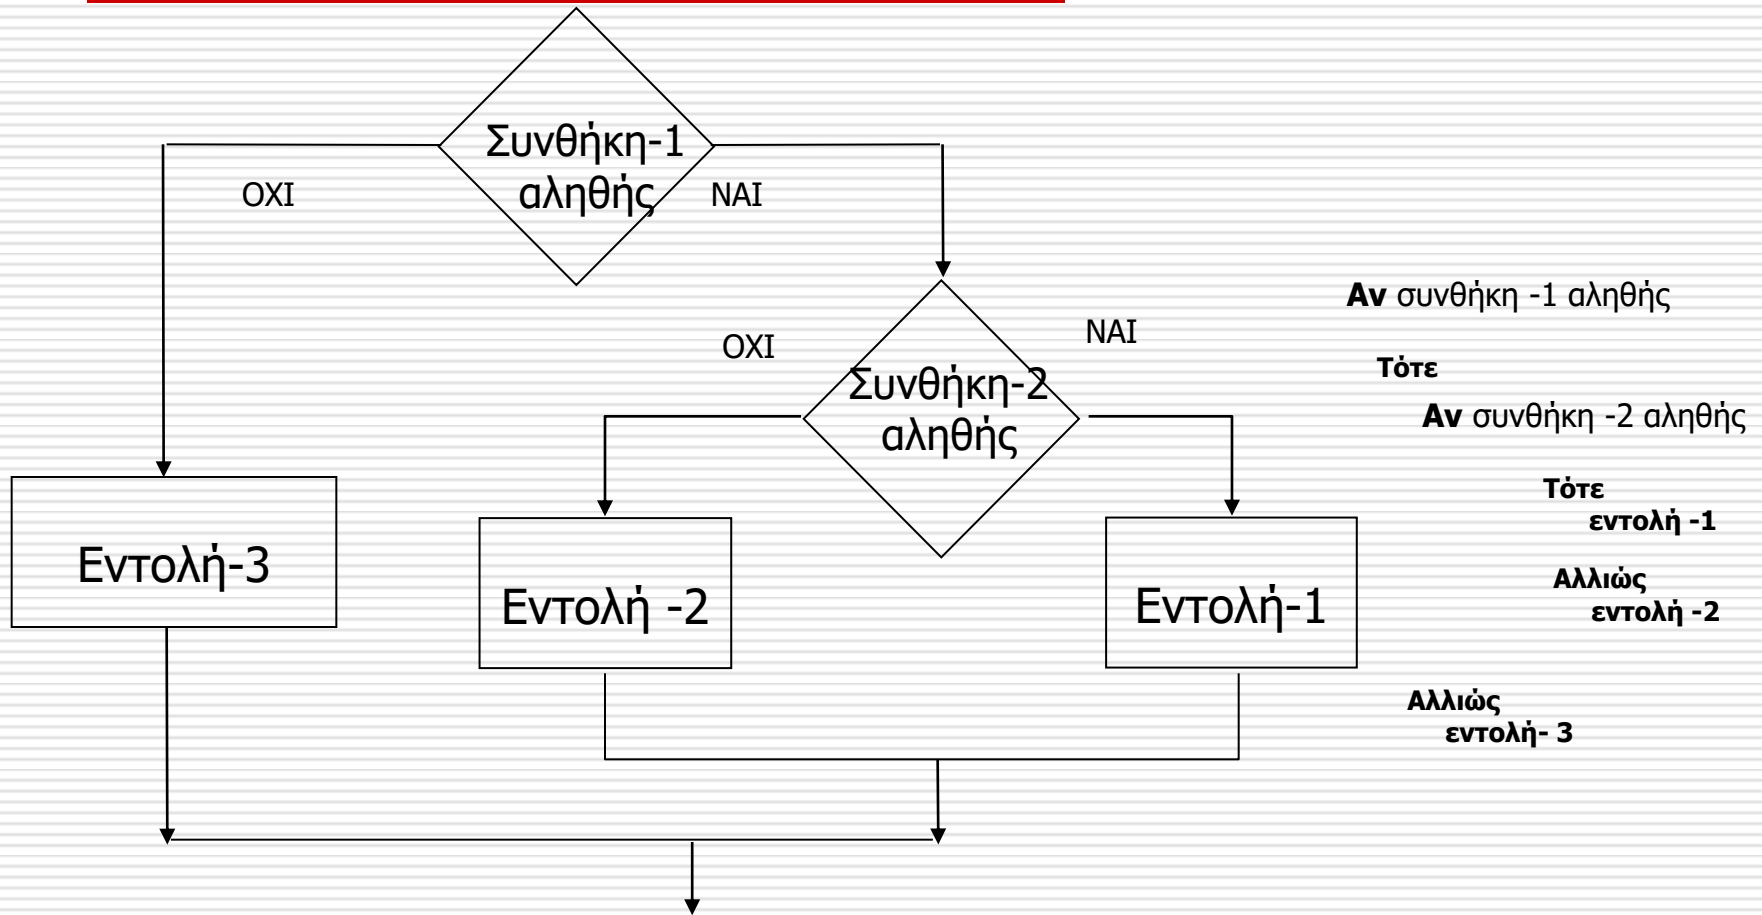 Συνθήκη-1
αληθής
ΟΧΙ
ΝΑΙ
Συνθήκη-2
αληθής
ΟΧΙ
ΝΑΙ
Εντολή-3
Εντολή -2
Εντολή-1
Αν συνθήκη -1 αληθής
Τότε
Αν συνθήκη -2 αληθής
Τότε
εντολή -1
Αλλιώς
εντολή -2
Αλλιώς
εντολή- 3